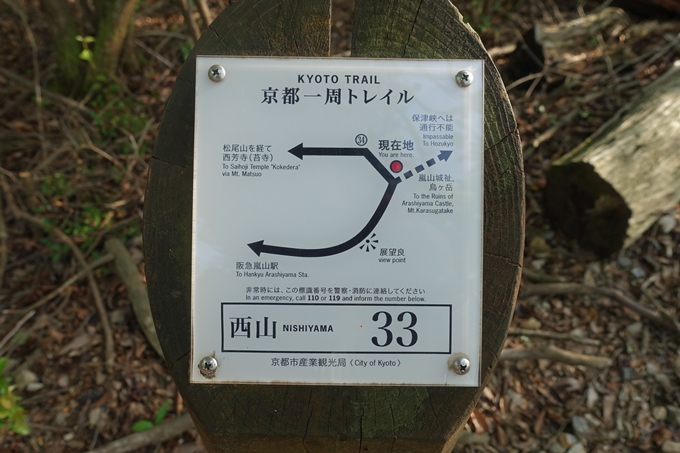 KYOTO TRAIL
京都一周トレイル
保津峡へは
通行不能
Impassable
To Hozukyo
松尾山を経て
西芳寺（苔寺）
To Saihoji Temple "Kokedera"
via Mt. Matsuo
34
現在地
You are here.
嵐山城祉、
烏ヶ岳
To the Ruins of
Arashiyama Castle,
Mt.Karasugatake
展望良
view point
阪急嵐山駅
To Hankyu Arashiyama Sta.
非常時には、この標識番号を警察・消防に連絡してください
In an emergency, call 110 or 119 and inform the number below.
西山 NISHIYAMA 33
京都市産業観光局（City of Kyoto）